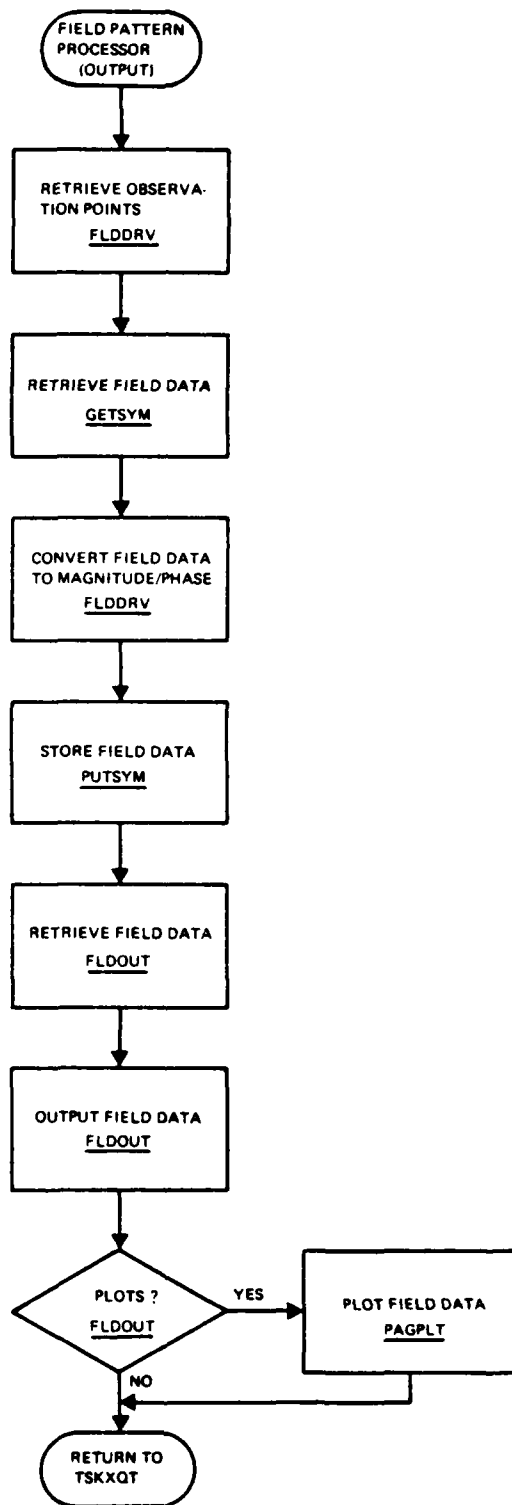 FIELD PATTERN
PROCESSOR
(OUTPUT)
RETRIEVE OBSERVA-
TION POINTS
FLDDRV
RETRIEVE FIELD DATA
GETSYM
CONVERT FIELD DATA
TO MAGNITUDE/PHASE
FLDDRV
STORE FIELD DATA
PUTSYM
RETRIEVE FIELD DATA
FLDOUT
OUTPUT FIELD DATA
FLDOUT
PLOTS ?
FLDOUT
YES
PLOT FIELD DATA
PAGPLT
NO
RETURN TO
TSKXQT